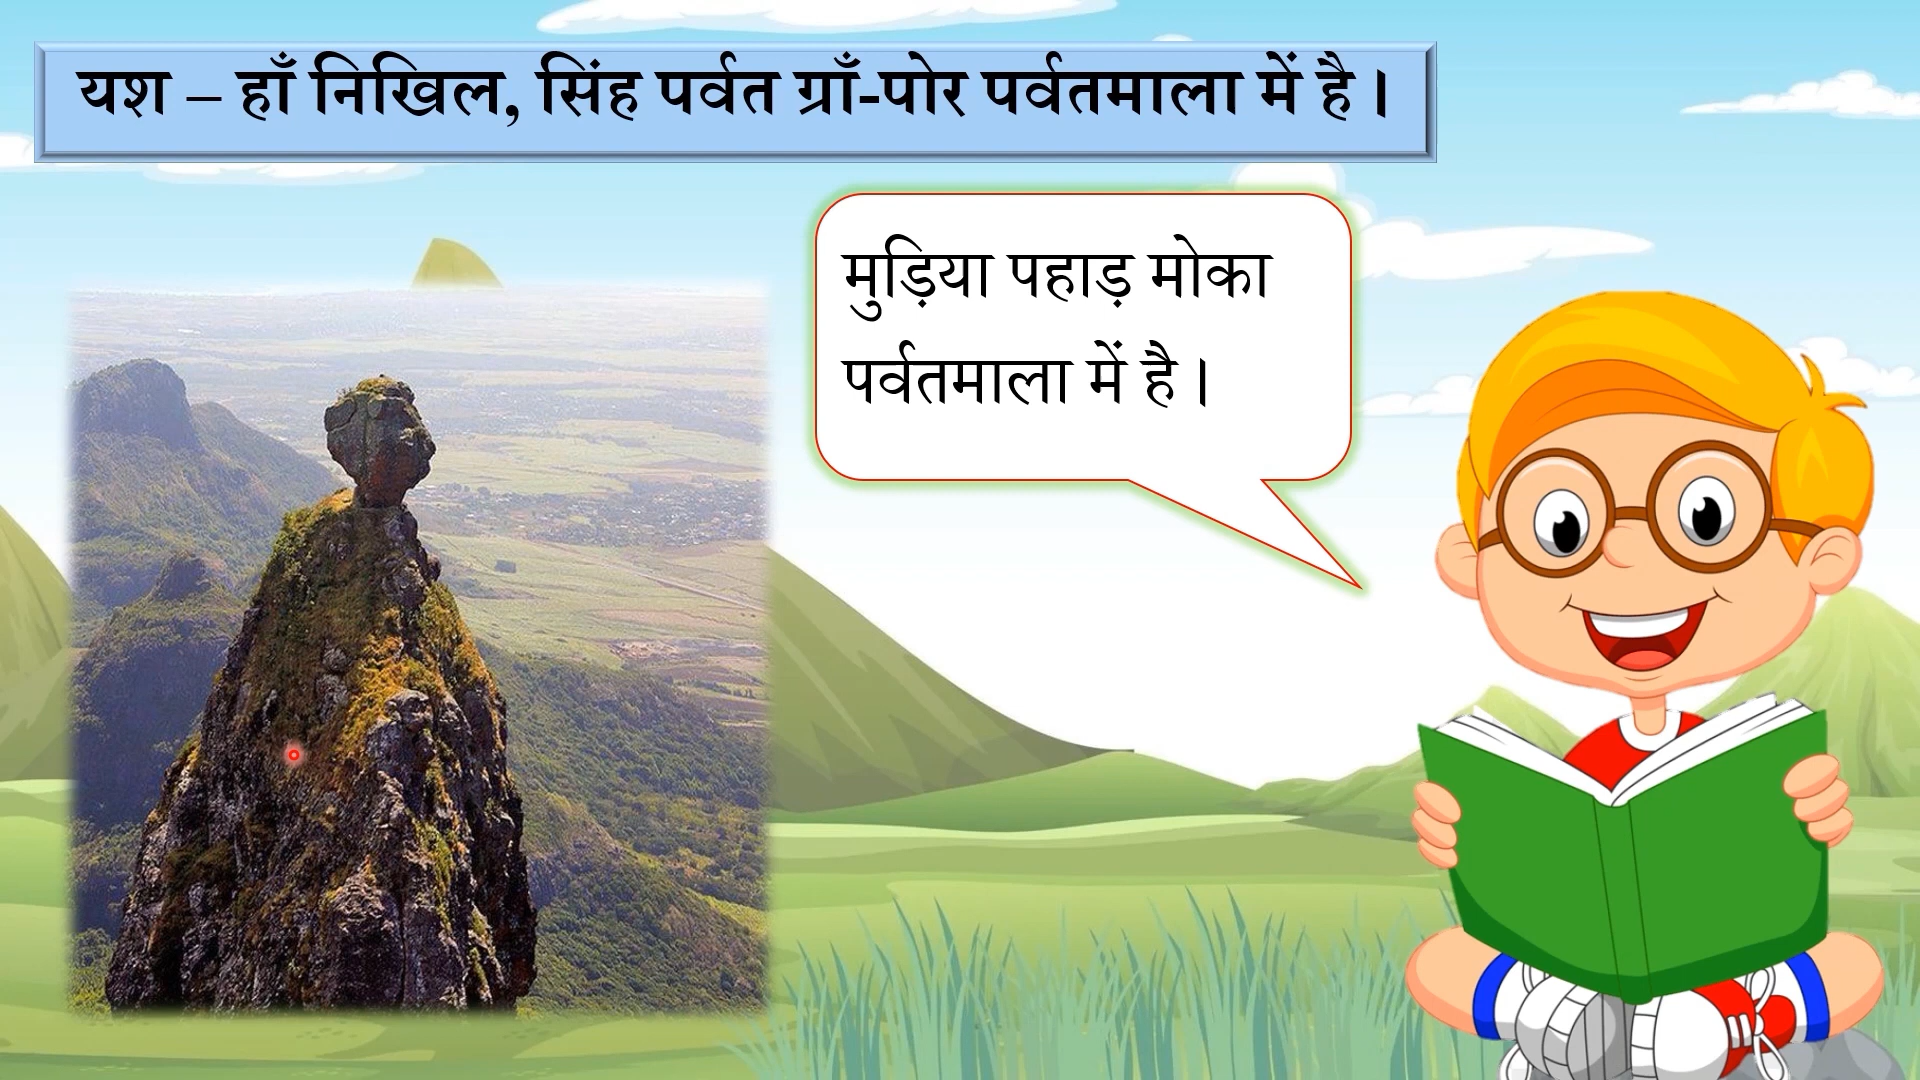 यश – हाँ निखिल, सिंह पर्वत ग्राँ-पोर पर्वतमाला में है।
मुड़िया पहाड़ मोका
पर्वतमाला में है।